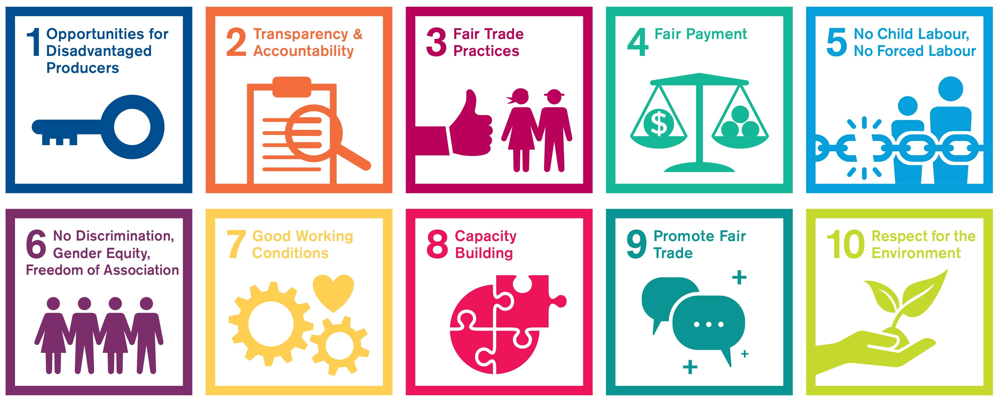 1 Opportunities for
Disadvantaged
Producers
2 Transparency &
Accountability
3 Fair Trade
Practices
4 Fair Payment
$
5 No Child Labour,
No Forced Labour
6 No Discrimination,
Gender Equity,
Freedom of Association
7 Good Working
Conditions
8 Capacity
Building
9 Promote Fair
Trade
10 Respect for the
Environment